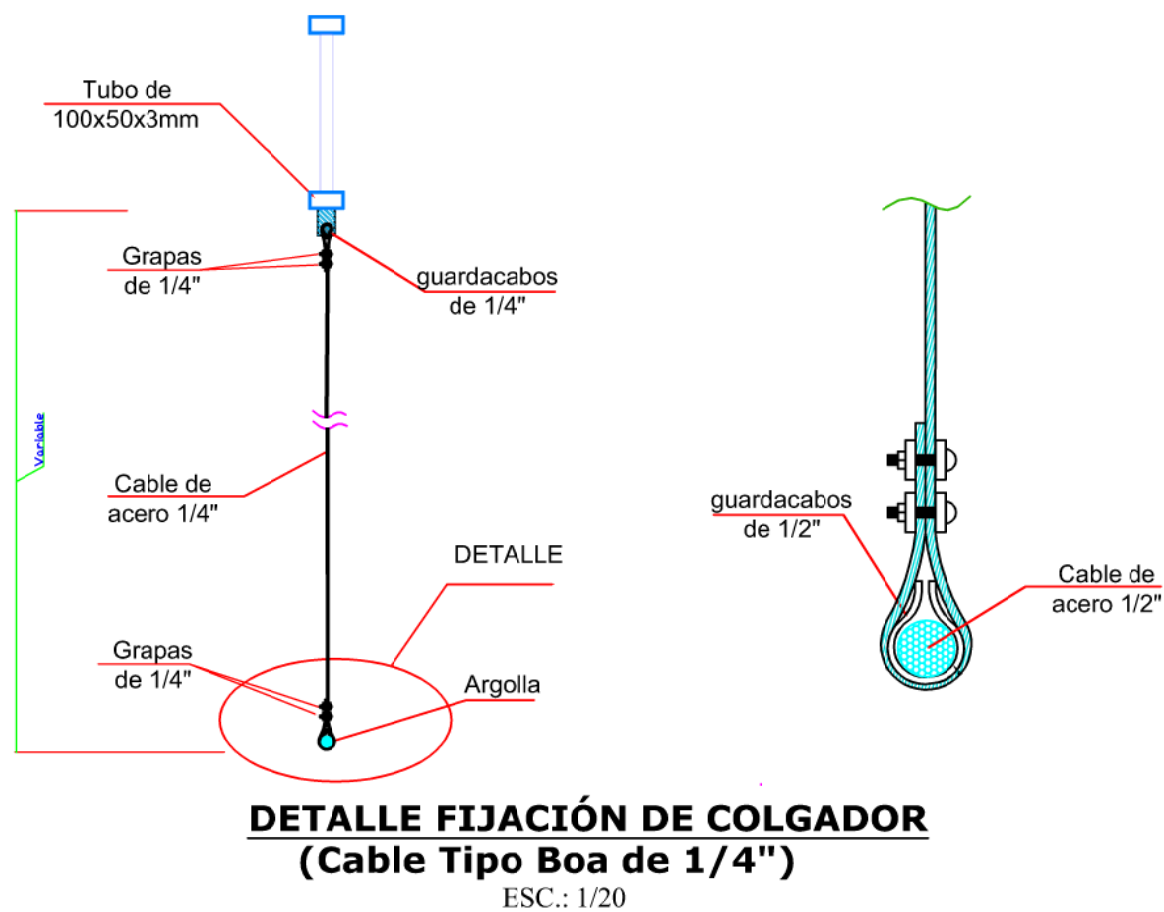 Tubo de
100x50x3mm
Grapas
de 1/4"
guardacabos
de 1/4"
Variable
Cable de
acero 1/4"
DETALLE
Grapas
de 1/4"
Argolla
guardacabos
de 1/2"
Cable de
acero 1/2"
DETALLE FIJACIÓN DE COLGADOR
(Cable Tipo Boa de 1/4")
ESC.: 1/20